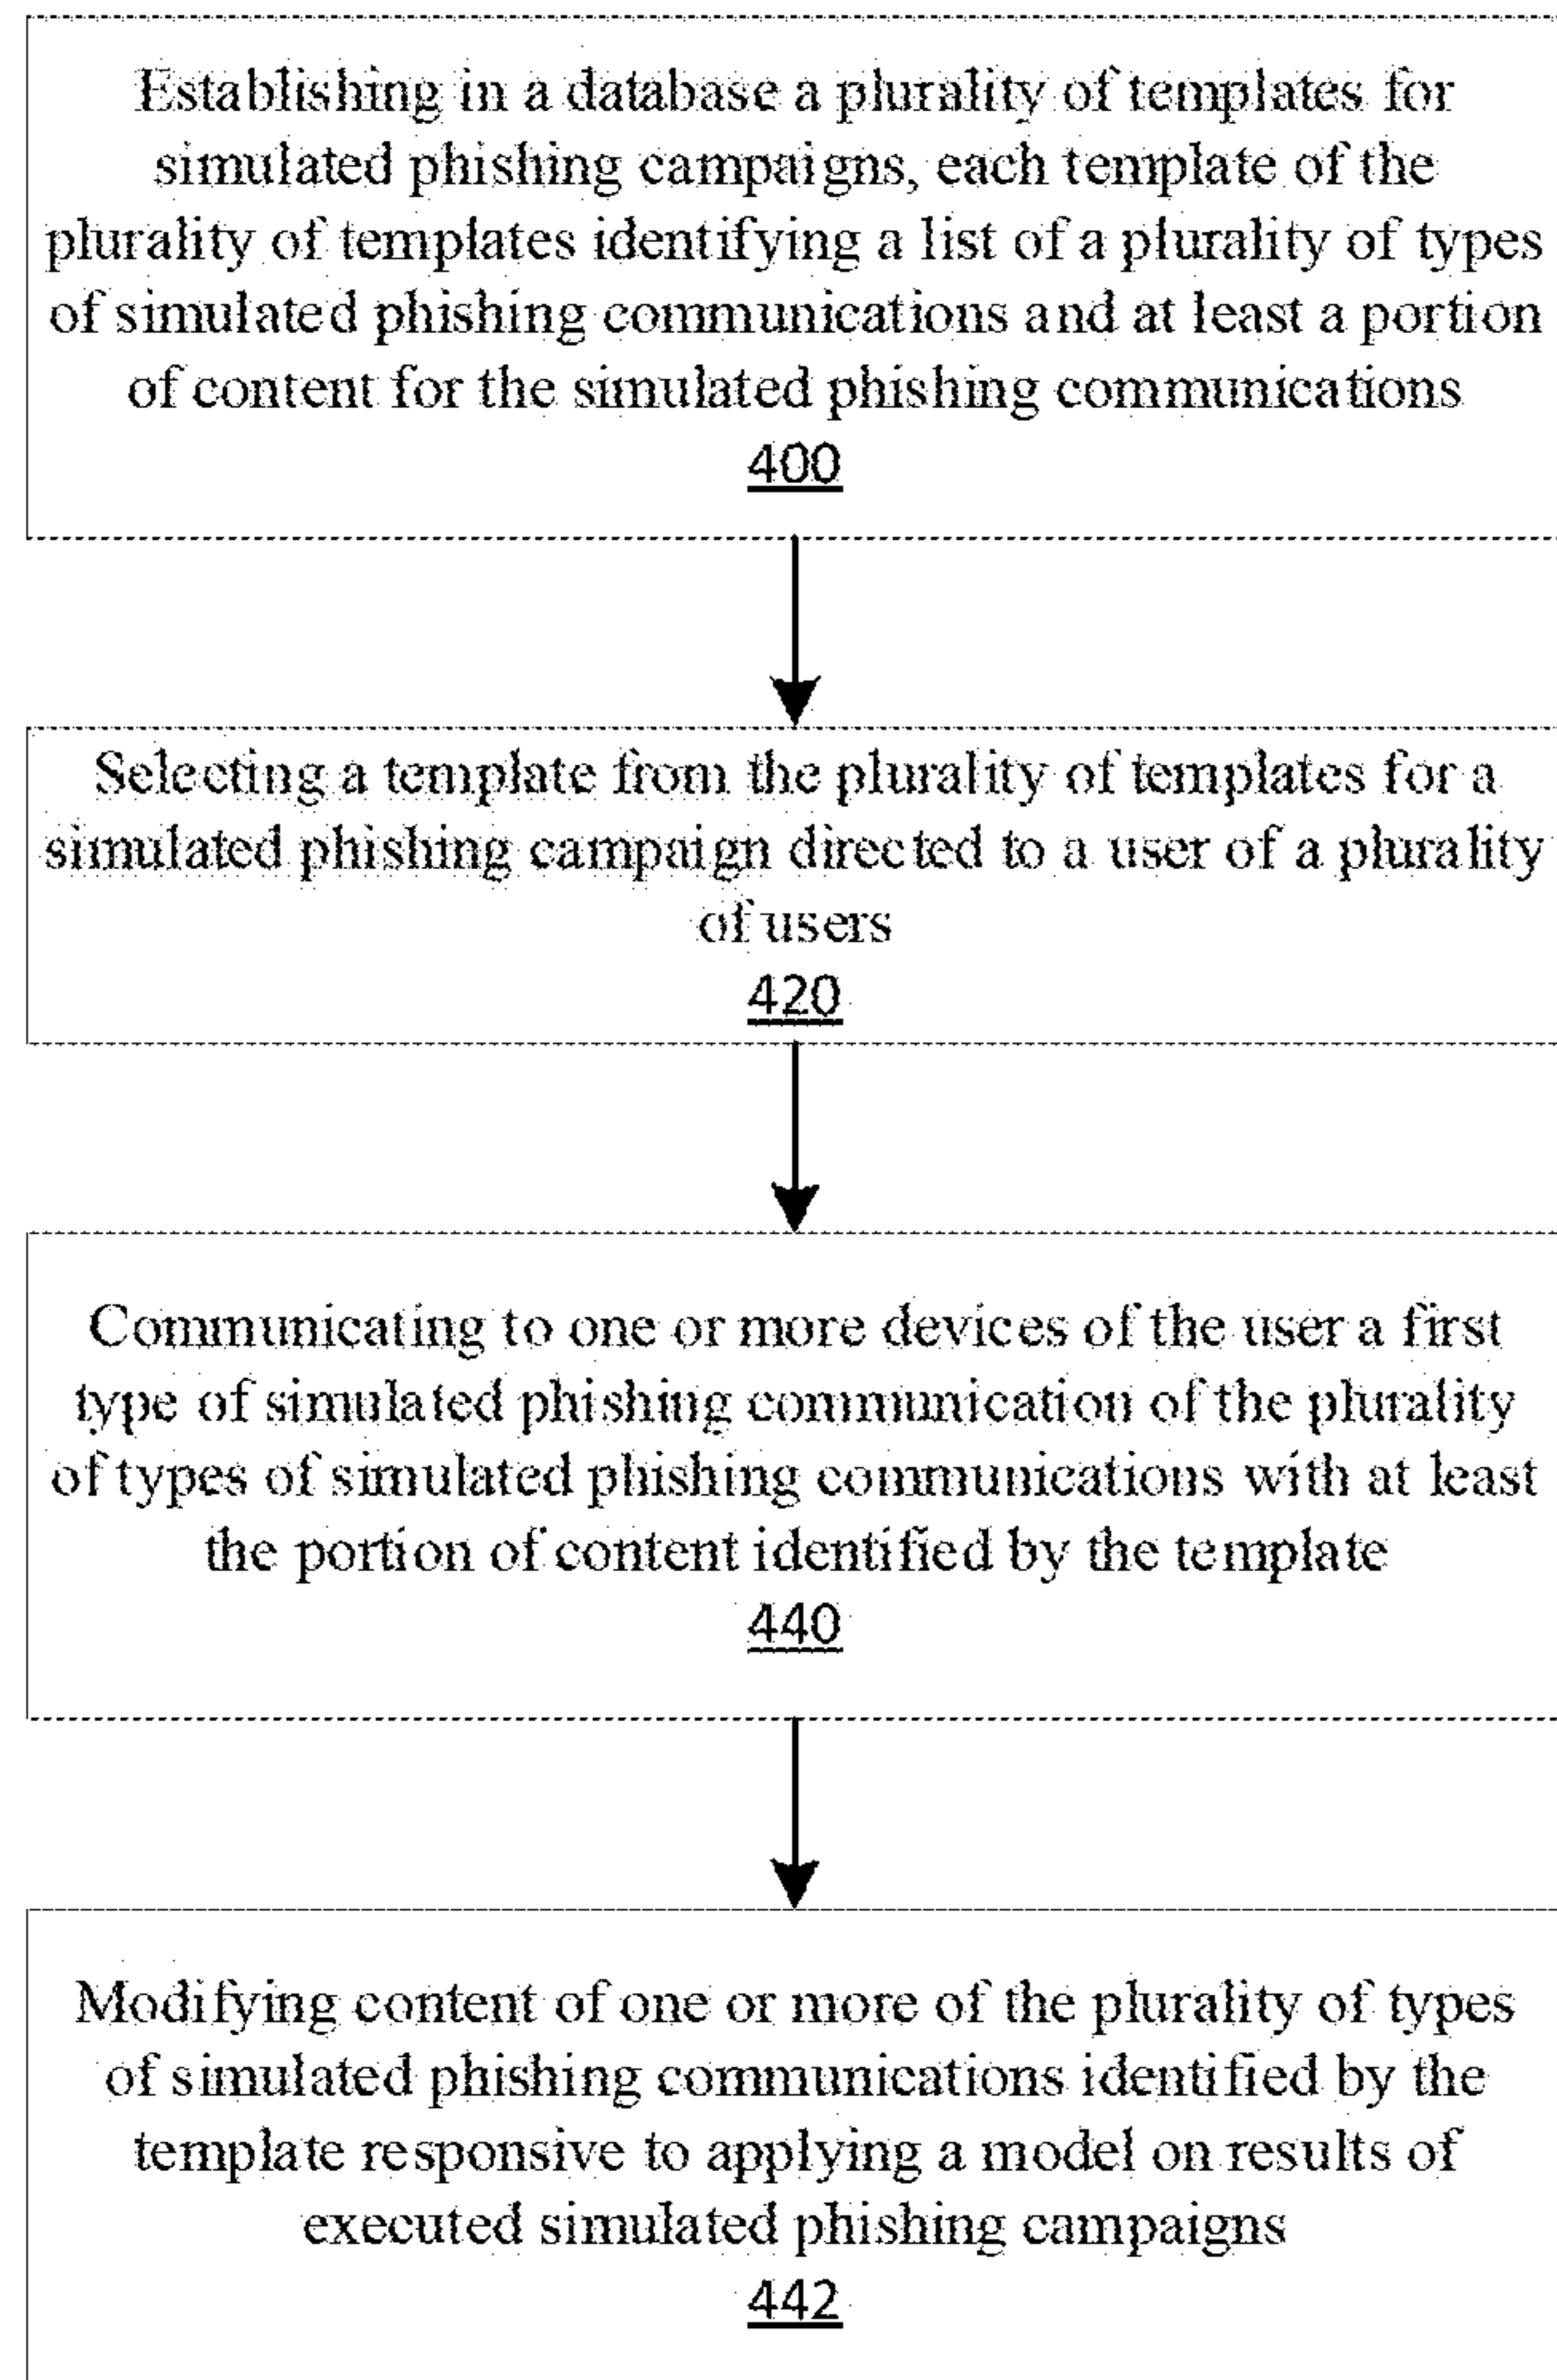 Establishing in a database a plurality of templates for
simulated phishing campaigns, each template of the
plurality of templates identifying a list of a plurality of types
of simulated phishing communications and at least a portion
of content for the simulated phishing communications
400
Selecting a template from the plurality of templates for a
simulated phishing campaign directed to a user of a plurality
of users
420
Communicating to one or more devices of the user a first
type of simulated phishing communication of the plurality
of types of simulated phishing communications with at least
the portion of content identified by the template
440
Modifying content of one or more of the plurality of types
of simulated phishing communications identified by the
template responsive to applying a model on results of
executed simulated phishing campaigns
442